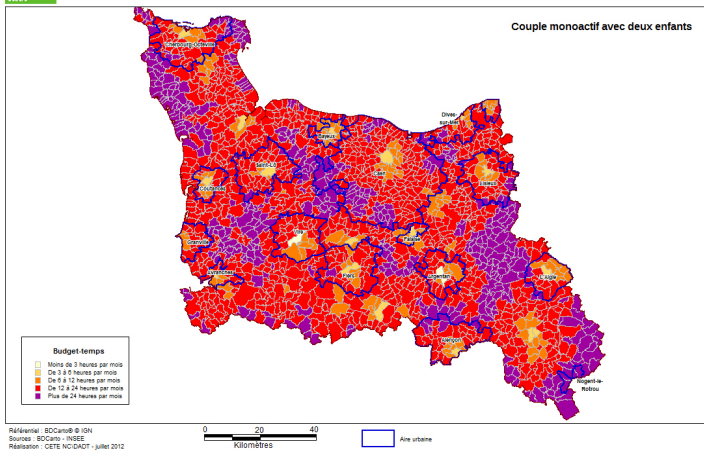 Couple monoactif avec deux enfants
Cherbourg-Octeville
Dives-
sur-Mer
Bayeux
Caen
Saint-Lô
Lisieux
Coutances
Vire
Falaise
Granville
Avranches
Flers
Argentan
L'Aigle
Alençon
Nogent-le-
Rotrou
Budget-temps
Moins de 3 heures par mois
De 3 à 6 heures par mois
De 6 à 12 heures par mois
De 12 à 24 heures par mois
Plus de 24 heures par mois
Référentiel : BDCarto® © IGN
Sources : BDCarto - INSEE
Réalisation : CETE NC\DADT - juillet 2012
0 20 40
Kilomètres
Aire urbaine